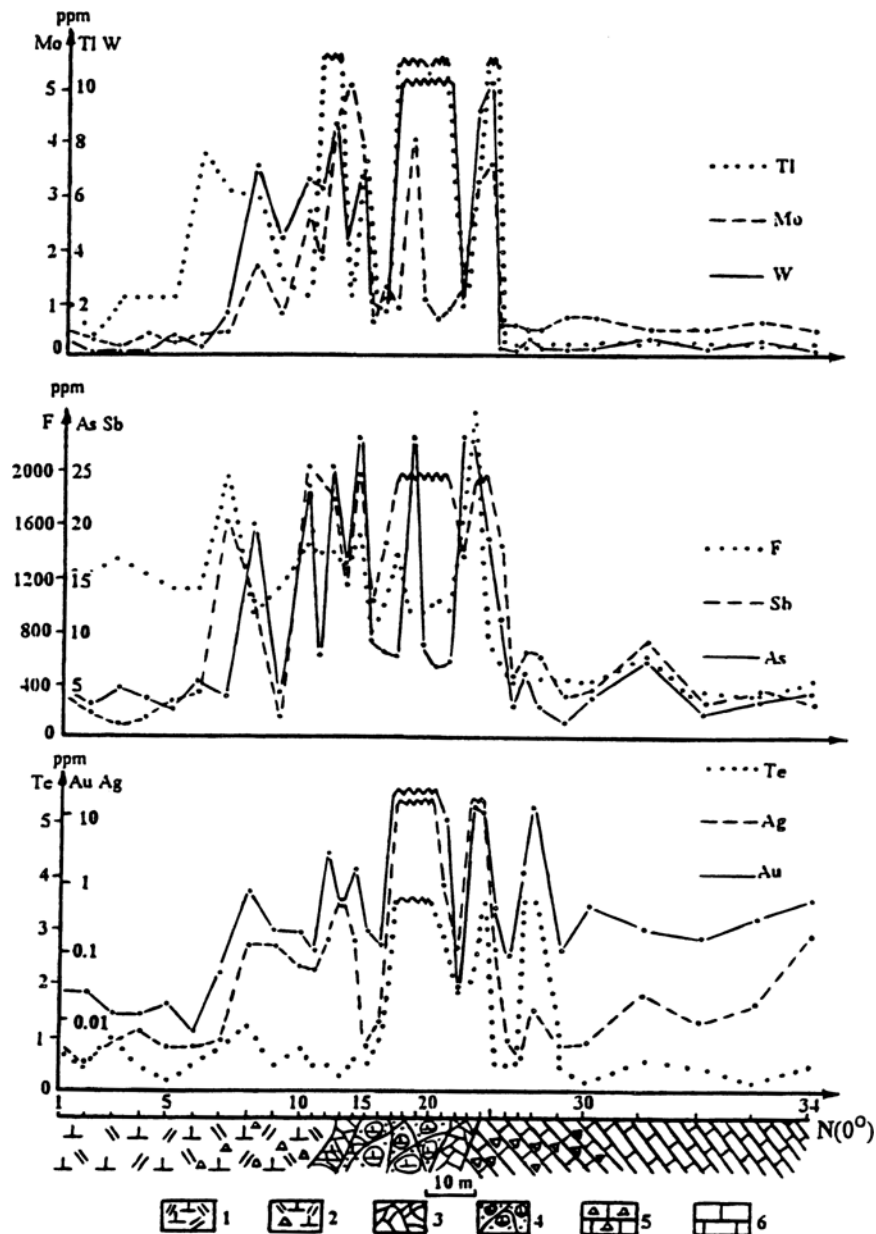 ppm
Mo Tl W
5 10
4 8
3 6
2 4
1 2
0
Tl
Mo
W
ppm
F As Sb
2000 25
1600 20
1200 15
800 10
400 5
0
F
Sb
As
ppm
Te Au Ag
5 10
4 1
3 0.1
2
1 0.01
0
Te
Ag
Au
1 5 10 15 20 30 34 N(0°)
10 m
1 2 3 4 5 6